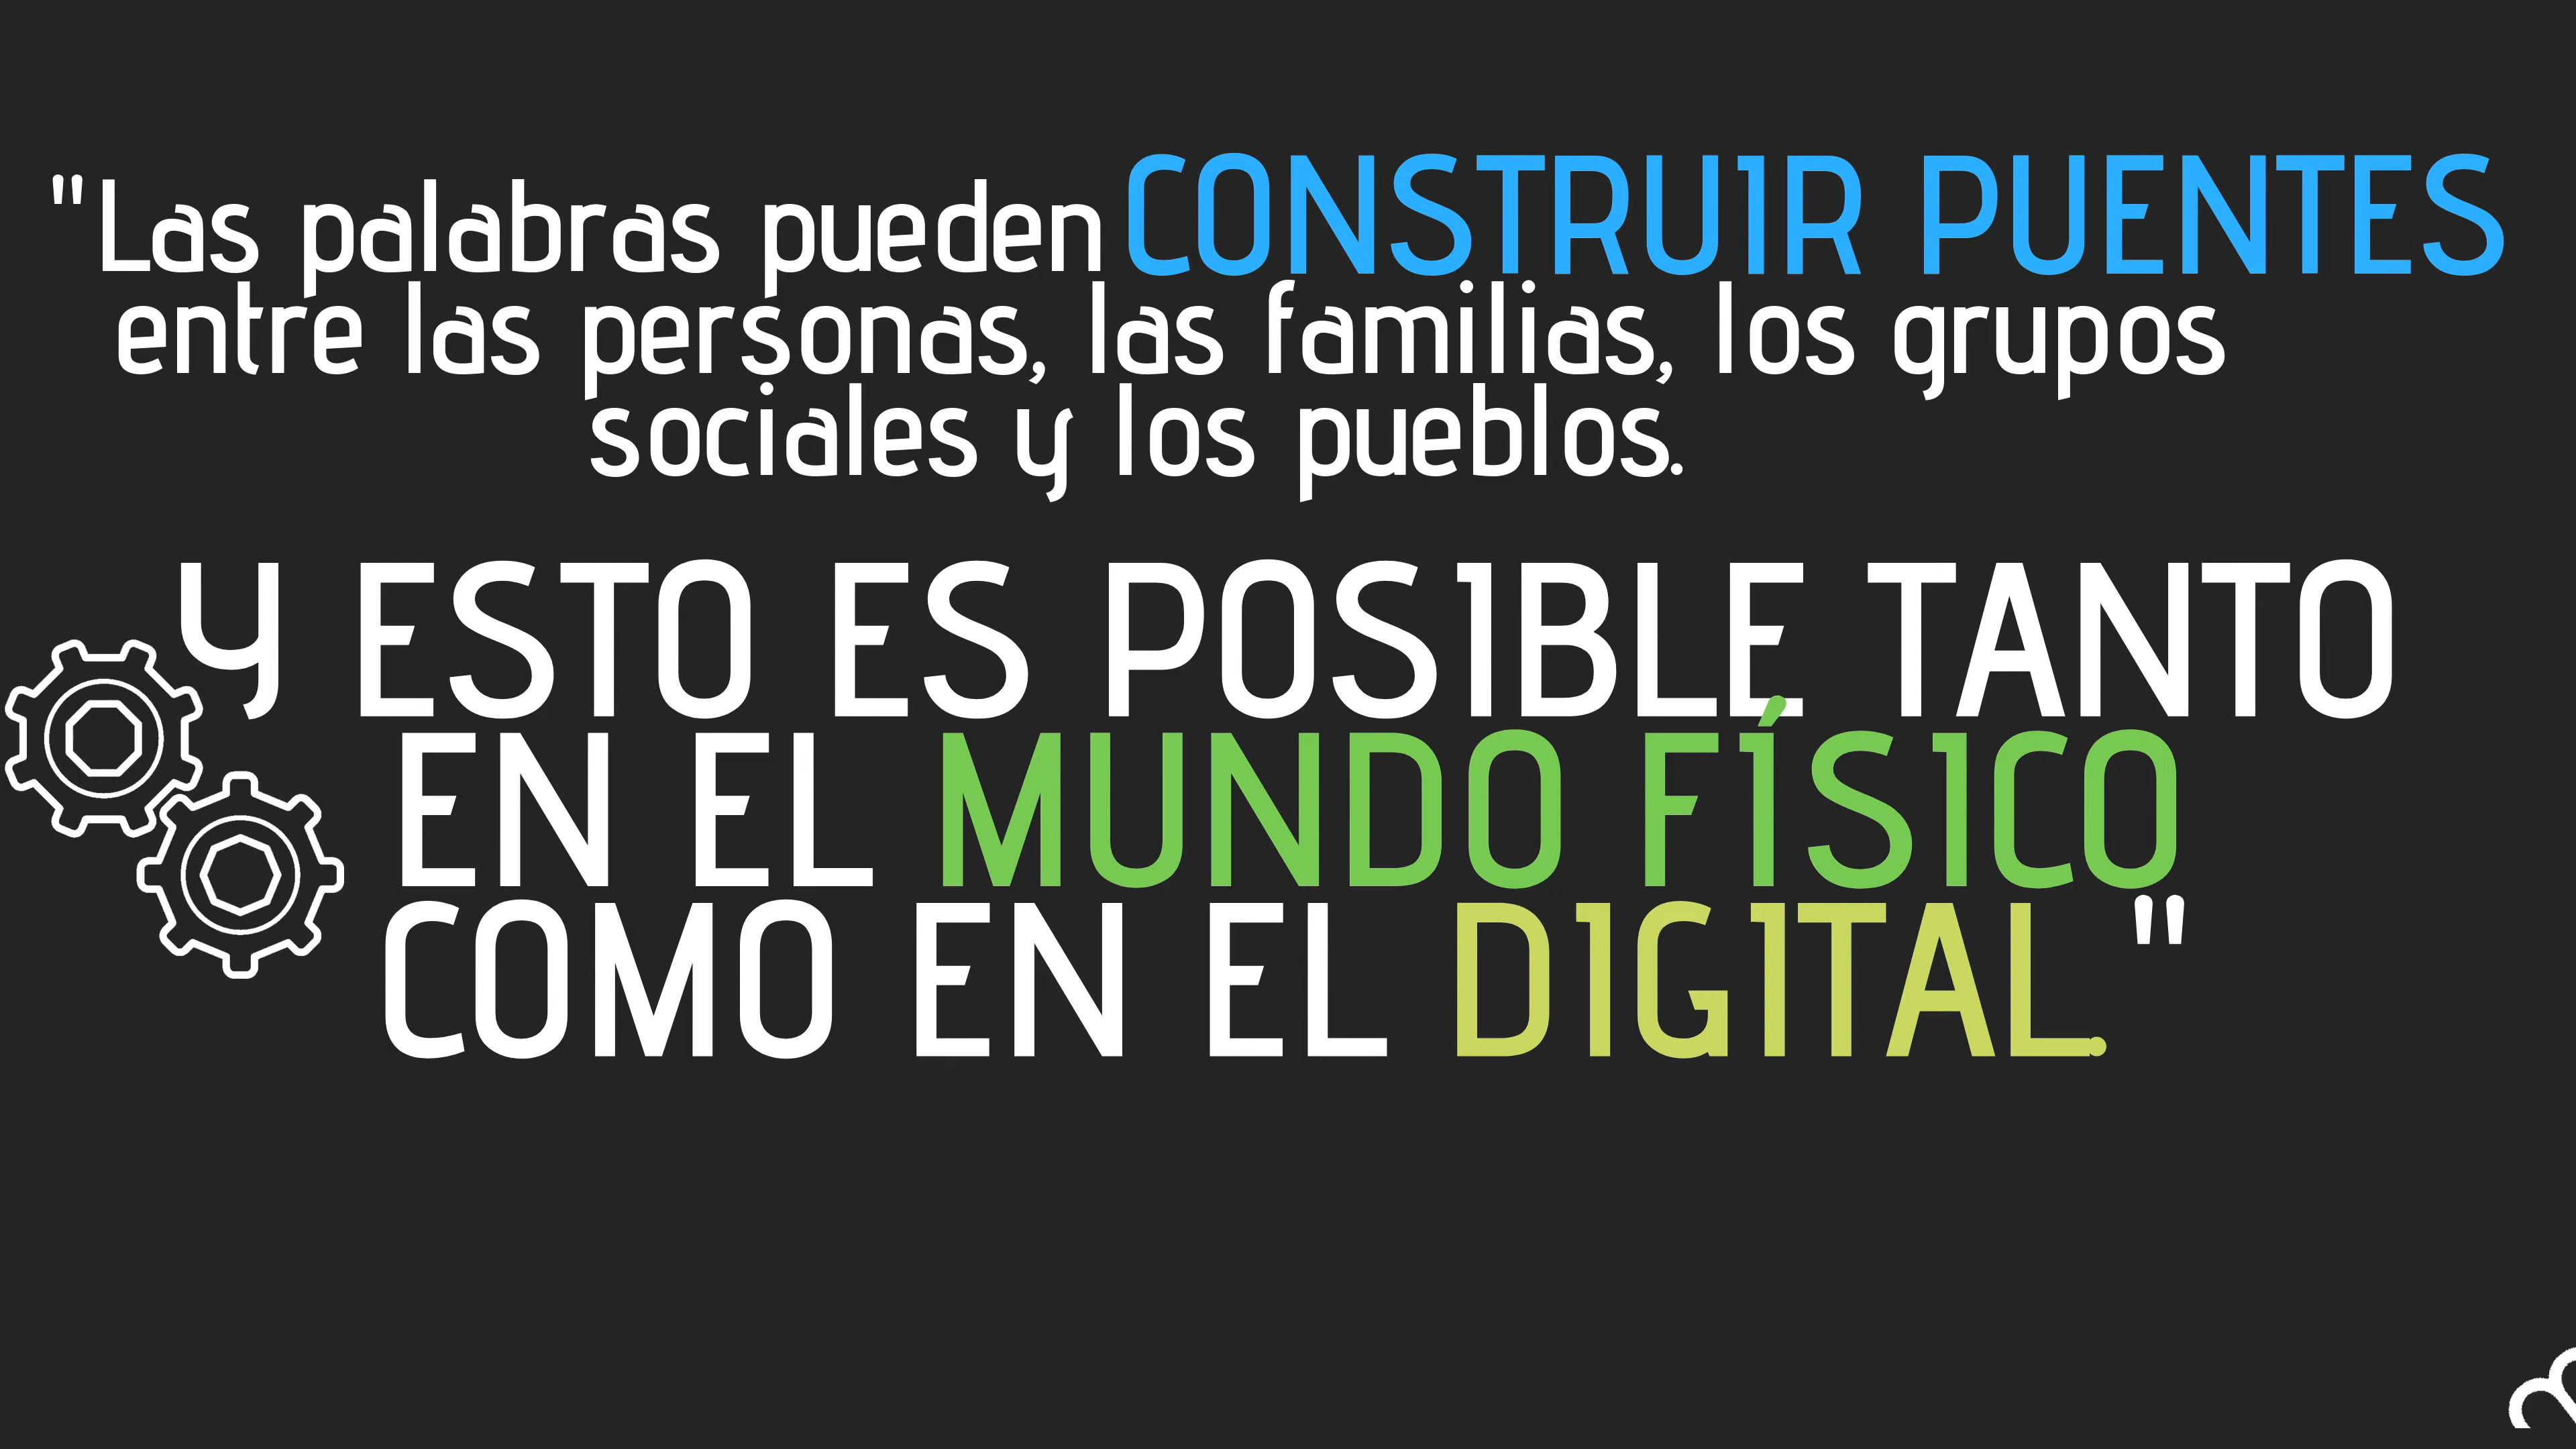 "Las palabras pueden CONSTRUIR PUENTES
entre las personas, las familias, los grupos
sociales y los pueblos.
Y ESTO ES POSIBLE TANTO
EN EL MUNDO FÍSICO
COMO EN EL DIGITAL."